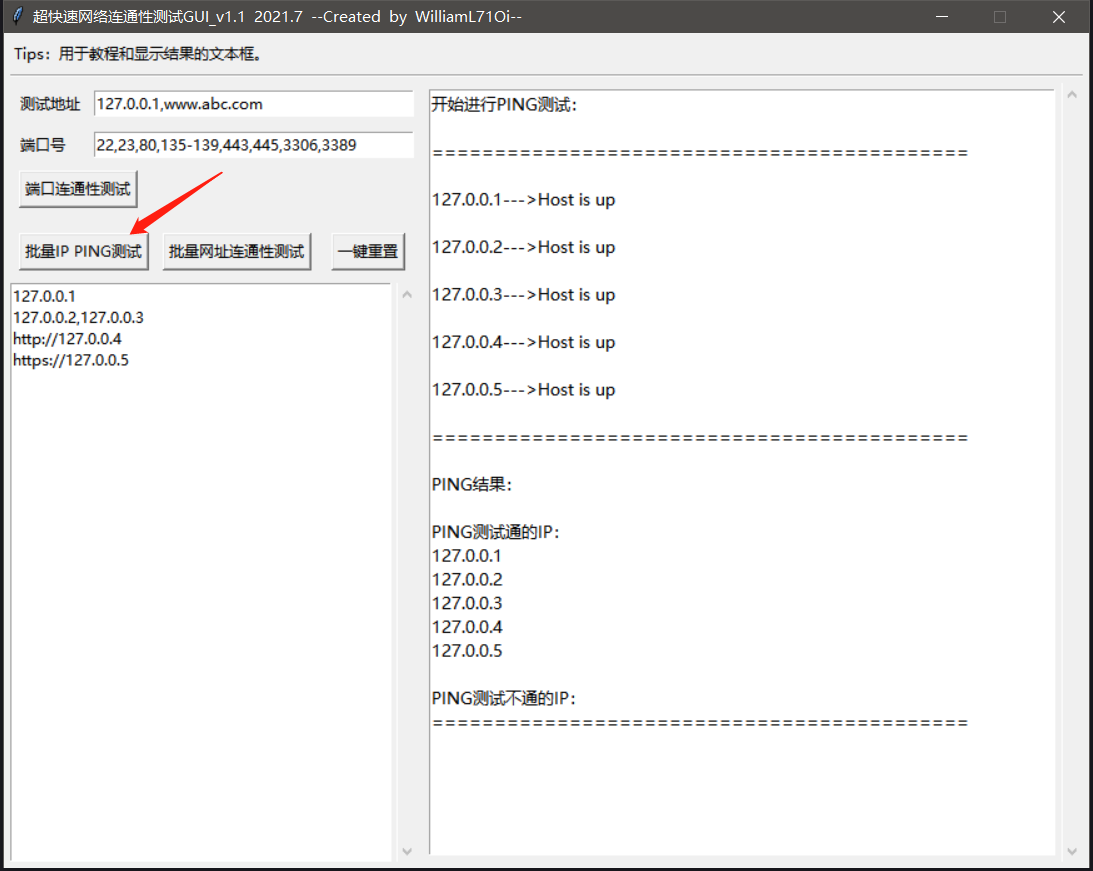 超快速网络连通性测试GUI_v1.1 2021.7 --Created by WilliamL71Oi--
Tips：用于教程和显示结果的文本框。
测试地址 127.0.0.1,www.abc.com
端口号 22,23,80,135-139,443,445,3306,3389
端口连通性测试
批量IP PING测试 批量网址连通性测试 一键重置
127.0.0.1
127.0.0.2,127.0.0.3
http://127.0.0.4
https://127.0.0.5
开始进行PING测试：
===========================================
127.0.0.1--->Host is up
127.0.0.2--->Host is up
127.0.0.3--->Host is up
127.0.0.4--->Host is up
127.0.0.5--->Host is up
===========================================
PING结果：
PING测试通的IP：
127.0.0.1
127.0.0.2
127.0.0.3
127.0.0.4
127.0.0.5
PING测试不通的IP：
===========================================